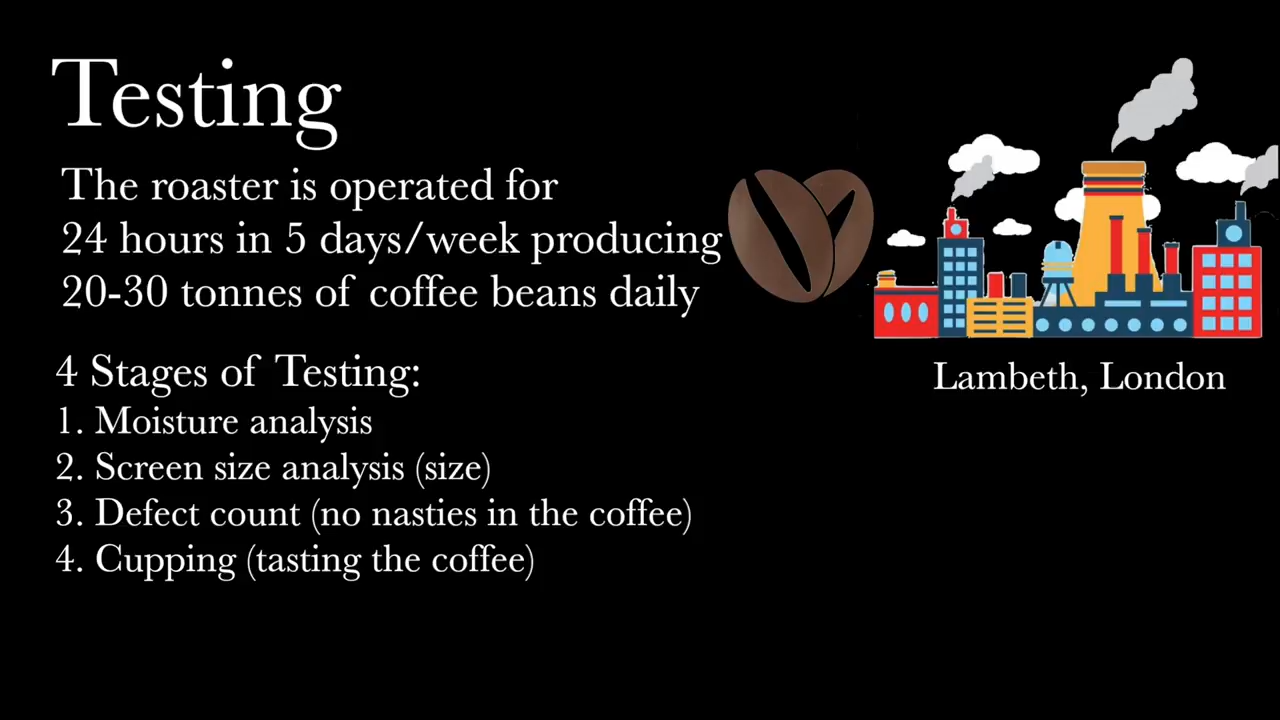 Testing
The roaster is operated for
24 hours in 5 days/week producing
20-30 tonnes of coffee beans daily
4 Stages of Testing:
1. Moisture analysis
2. Screen size analysis (size)
3. Defect count (no nasties in the coffee)
4. Cupping (tasting the coffee)
Lambeth, London